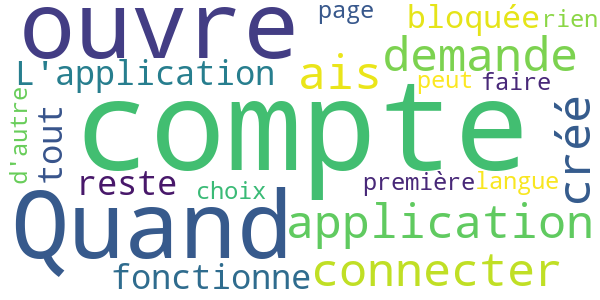 ouvre
page
bloquée
rien
L'application
ais
demande
peut
faire
d'autre
tout
compte
créé
reste
choix
première
langue
Quand
application
fonctionne
connecter